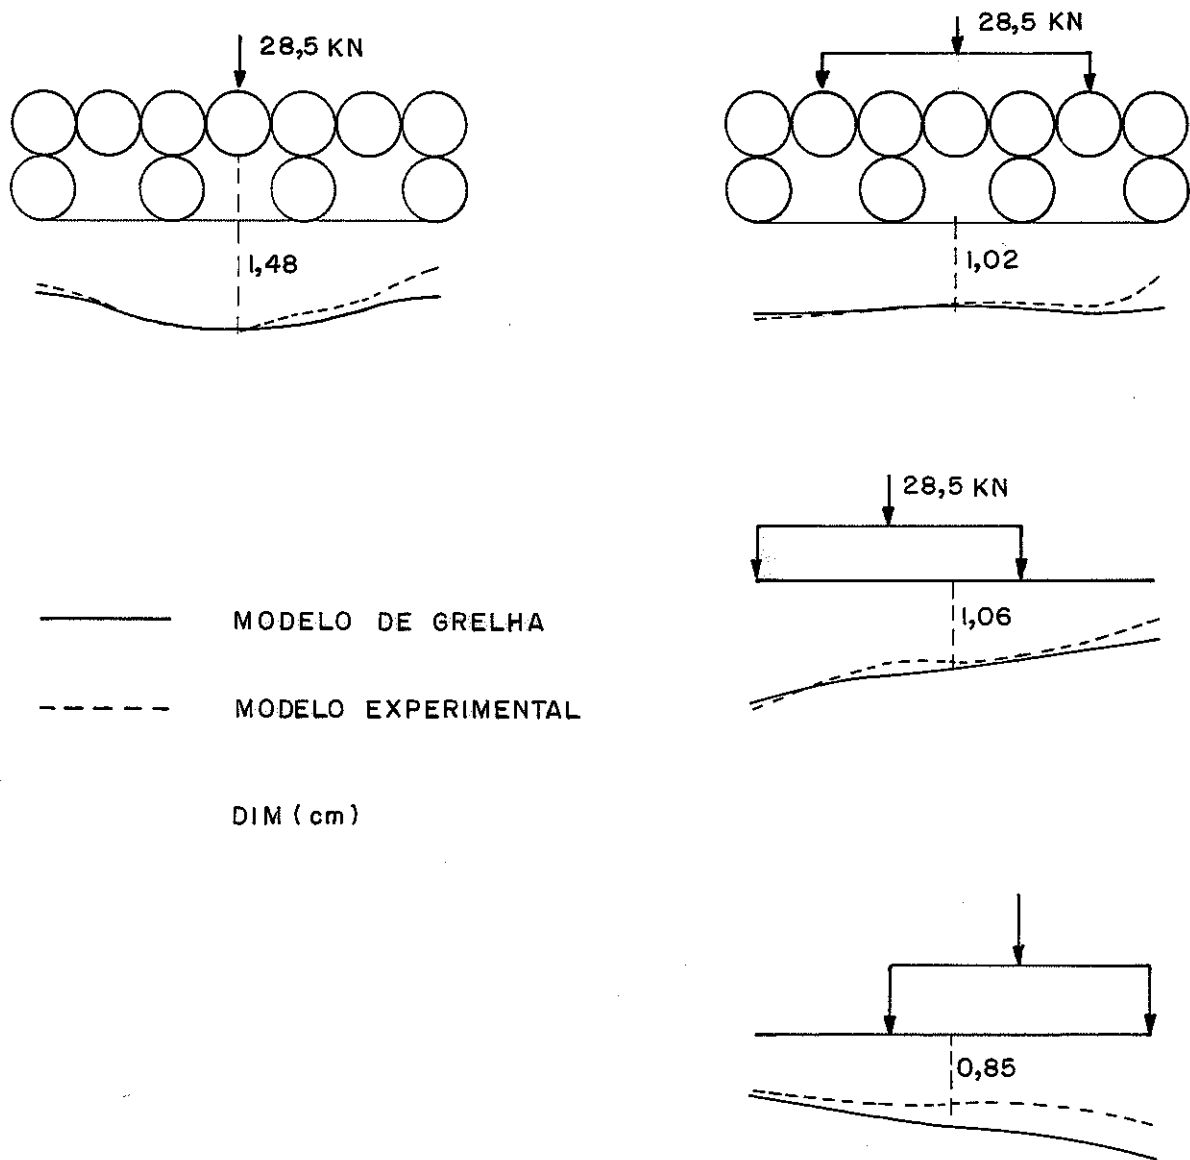 28,5 KN
28,5 KN
1,48
1,02
28,5 KN
1,06
MODELO DE GRELHA
MODELO EXPERIMENTAL
DIM (cm)
0,85